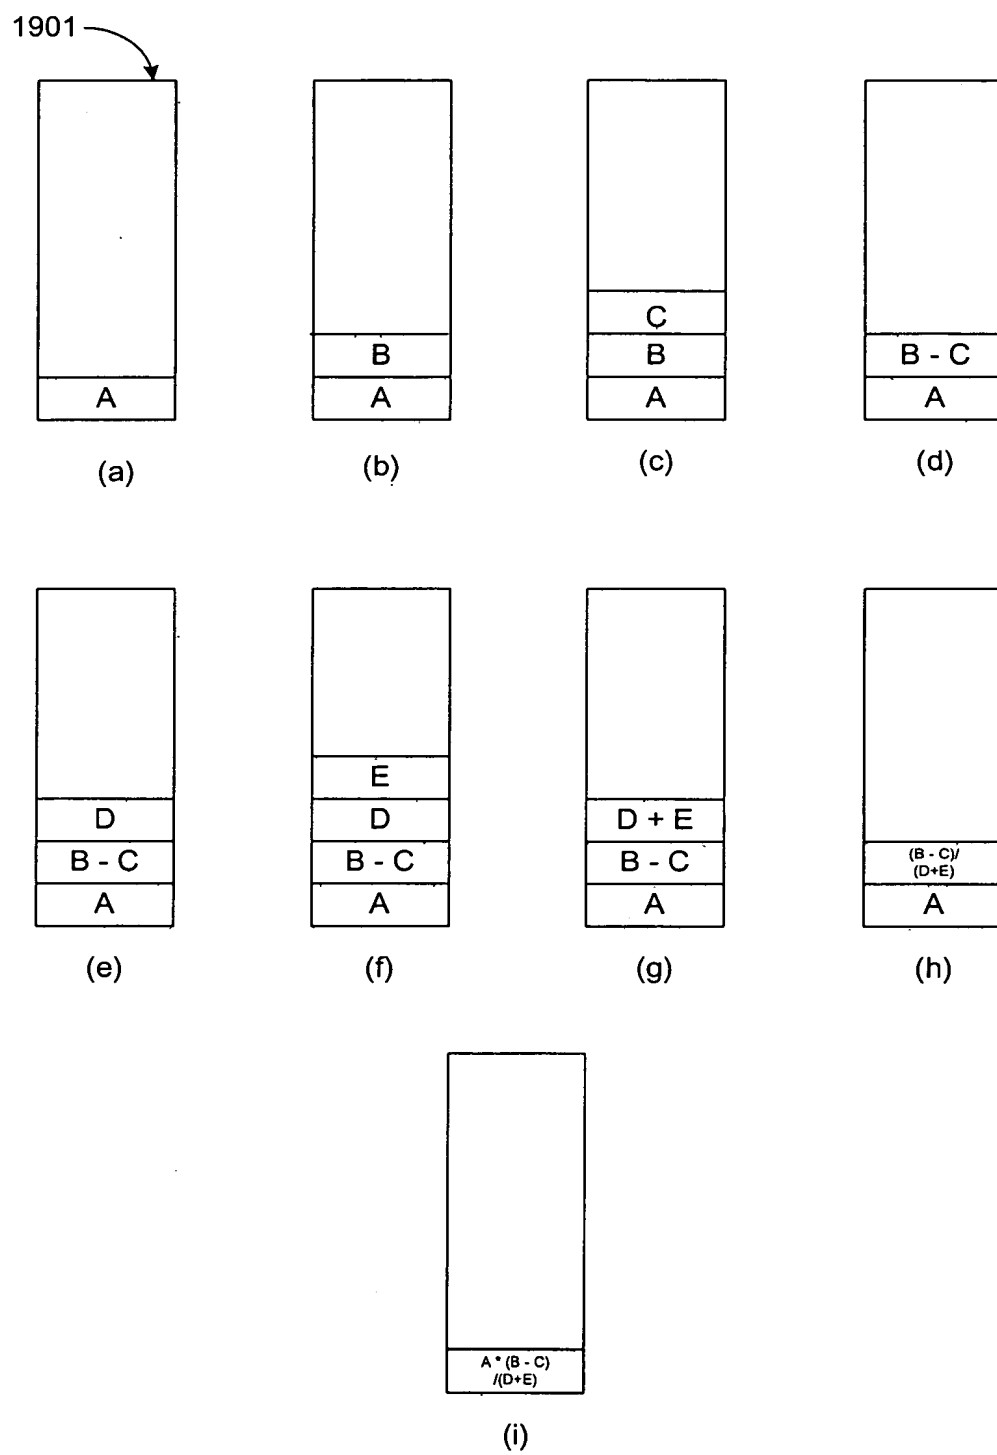 1901
A
(a)
B
A
(b)
C
B
A
(c)
B - C
A
(d)
D
B - C
A
(e)
E
D
B - C
A
(f)
D + E
B - C
A
(g)
(B - C)/
(D+E)
A
(h)
A * (B - C)
/(D+E)
(i)